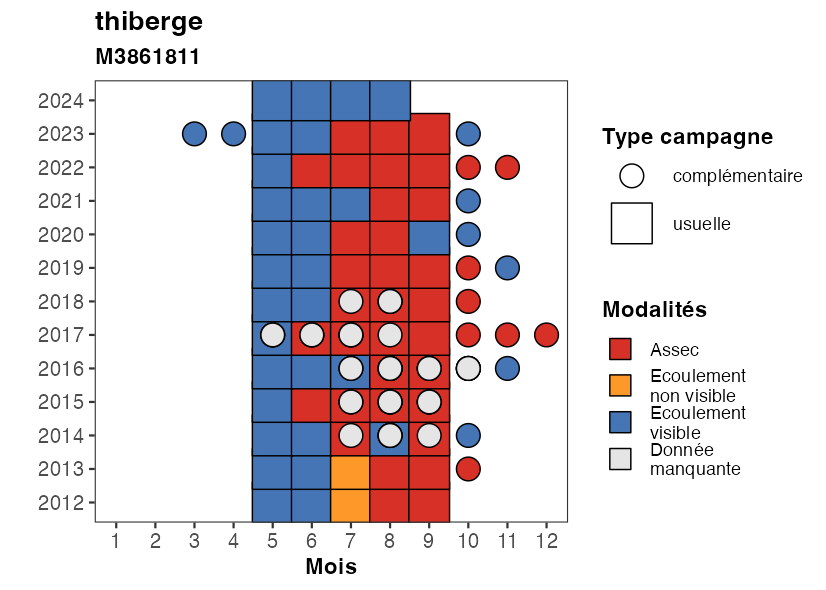 thiberge
M3861811
2024
2023
2022
2021
2020
2019
2018
2017
2016
2015
2014
2013
2012
1 2 3 4 5 6 7 8 9 10 11 12
Mois
Type campagne
complémentaire
usuelle
Modalités
Assec
Ecoulement
non visible
Ecoulement
visible
Donnée
manquante